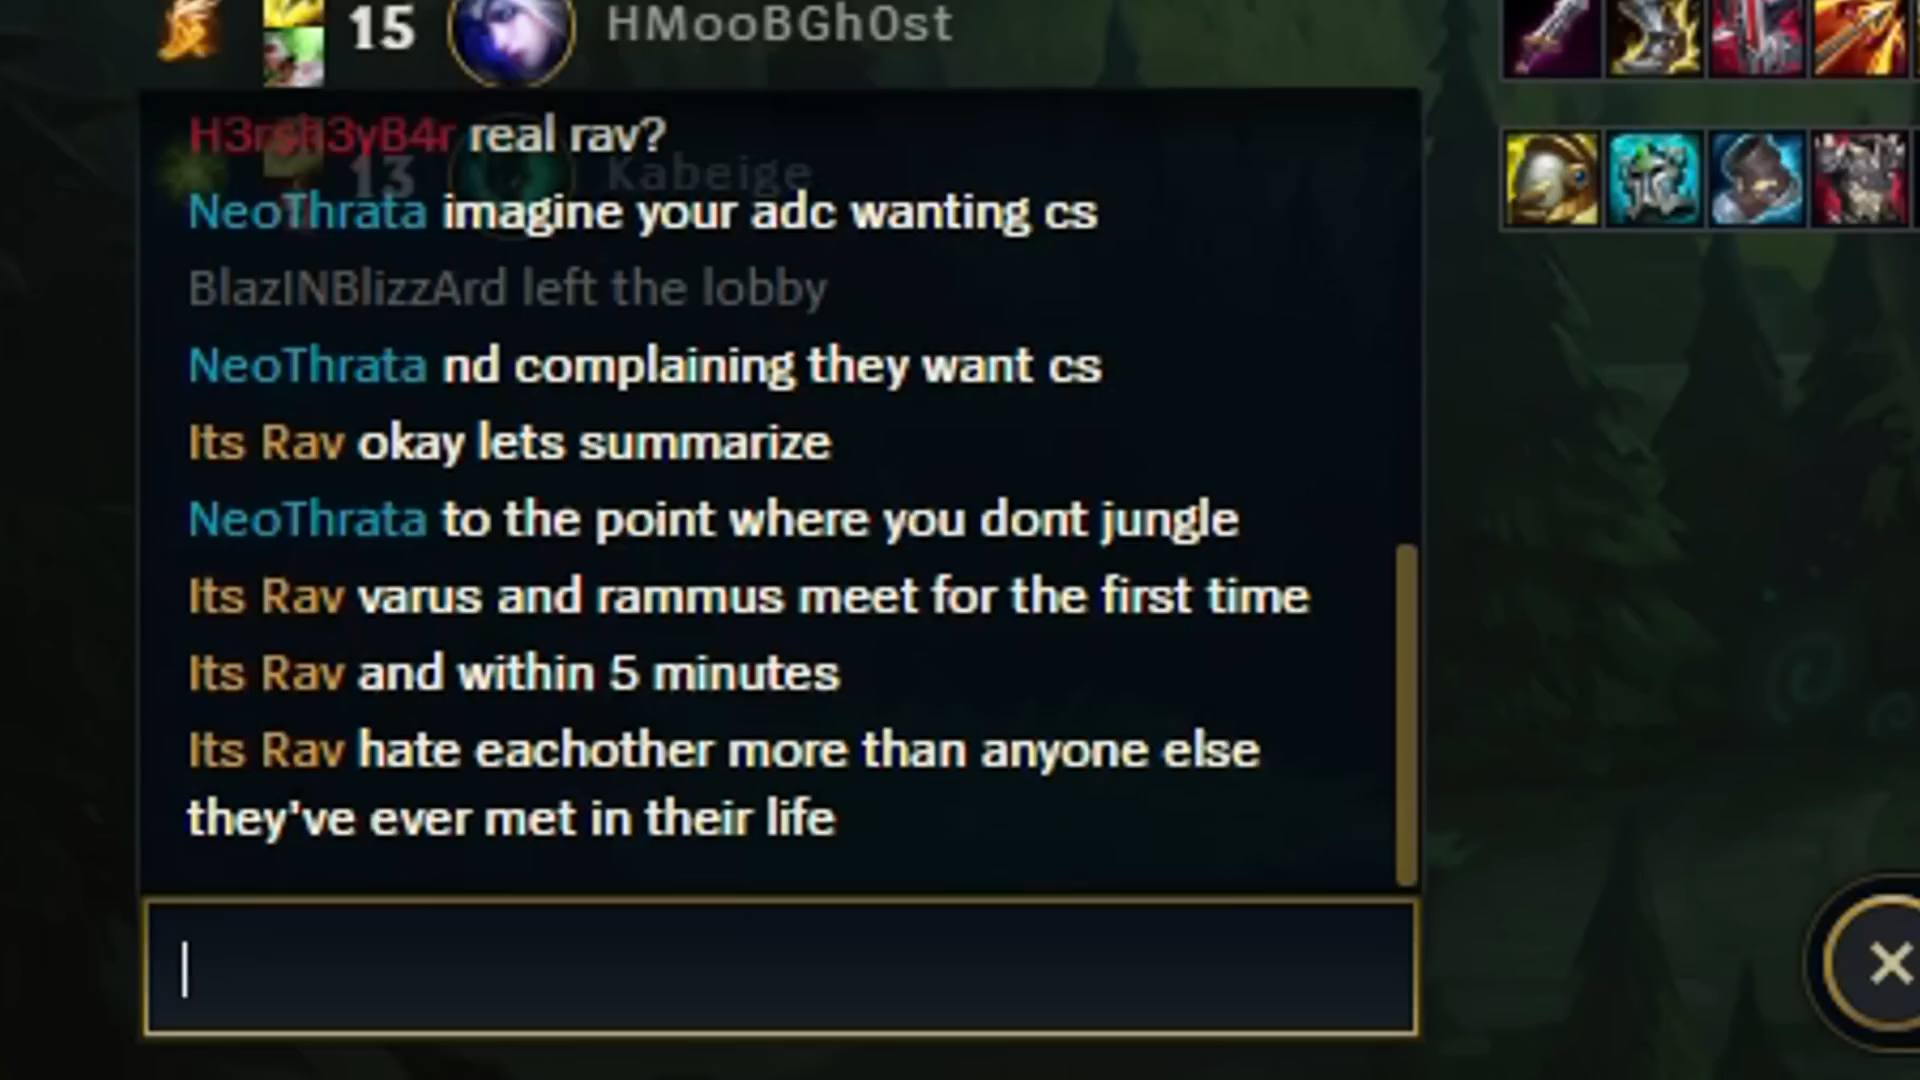 15 HMooBGh0st
H3rsh3yB4r real rav?
13 Kabeige
NeoThrata imagine your adc wanting cs
BlazINBlizzArd left the lobby
NeoThrata nd complaining they want cs
Its Rav okay lets summarize
NeoThrata to the point where you dont jungle
Its Rav varus and rammus meet for the first time
Its Rav and within 5 minutes
Its Rav hate eachother more than anyone else
they've ever met in their life